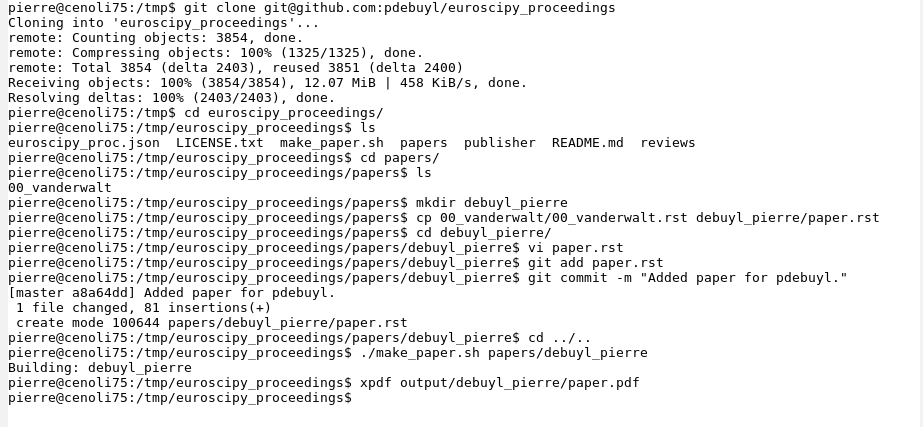 pierre@cenoli75:/tmp$ git clone git@github.com:pdebuyl/euroscipy_proceedings
Cloning into 'euroscipy_proceedings'...
remote: Counting objects: 3854, done.
remote: Compressing objects: 100% (1325/1325), done.
remote: Total 3854 (delta 2403), reused 3851 (delta 2400)
Receiving objects: 100% (3854/3854), 12.07 MiB | 458 KiB/s, done.
Resolving deltas: 100% (2403/2403), done.
pierre@cenoli75:/tmp$ cd euroscipy_proceedings/
pierre@cenoli75:/tmp/euroscipy_proceedings$ ls
euroscipy_proc.json  LICENSE.txt  make_paper.sh  papers  publisher  README.md  reviews
pierre@cenoli75:/tmp/euroscipy_proceedings$ cd papers/
pierre@cenoli75:/tmp/euroscipy_proceedings/papers$ ls
00_vanderwalt
pierre@cenoli75:/tmp/euroscipy_proceedings/papers$ mkdir debuyl_pierre
pierre@cenoli75:/tmp/euroscipy_proceedings/papers$ cp 00_vanderwalt/00_vanderwalt.rst debuyl_pierre/paper.rst
pierre@cenoli75:/tmp/euroscipy_proceedings/papers$ cd debuyl_pierre/
pierre@cenoli75:/tmp/euroscipy_proceedings/papers/debuyl_pierre$ vi paper.rst
pierre@cenoli75:/tmp/euroscipy_proceedings/papers/debuyl_pierre$ git add paper.rst
pierre@cenoli75:/tmp/euroscipy_proceedings/papers/debuyl_pierre$ git commit -m "Added paper for pdebuyl."
[master a8a64dd] Added paper for pdebuyl.
 1 file changed, 81 insertions(+)
 create mode 100644 papers/debuyl_pierre/paper.rst
pierre@cenoli75:/tmp/euroscipy_proceedings/papers/debuyl_pierre$ cd ../..
pierre@cenoli75:/tmp/euroscipy_proceedings$ ./make_paper.sh papers/debuyl_pierre
Building: debuyl_pierre
pierre@cenoli75:/tmp/euroscipy_proceedings$ xpdf output/debuyl_pierre/paper.pdf
pierre@cenoli75:/tmp/euroscipy_proceedings$